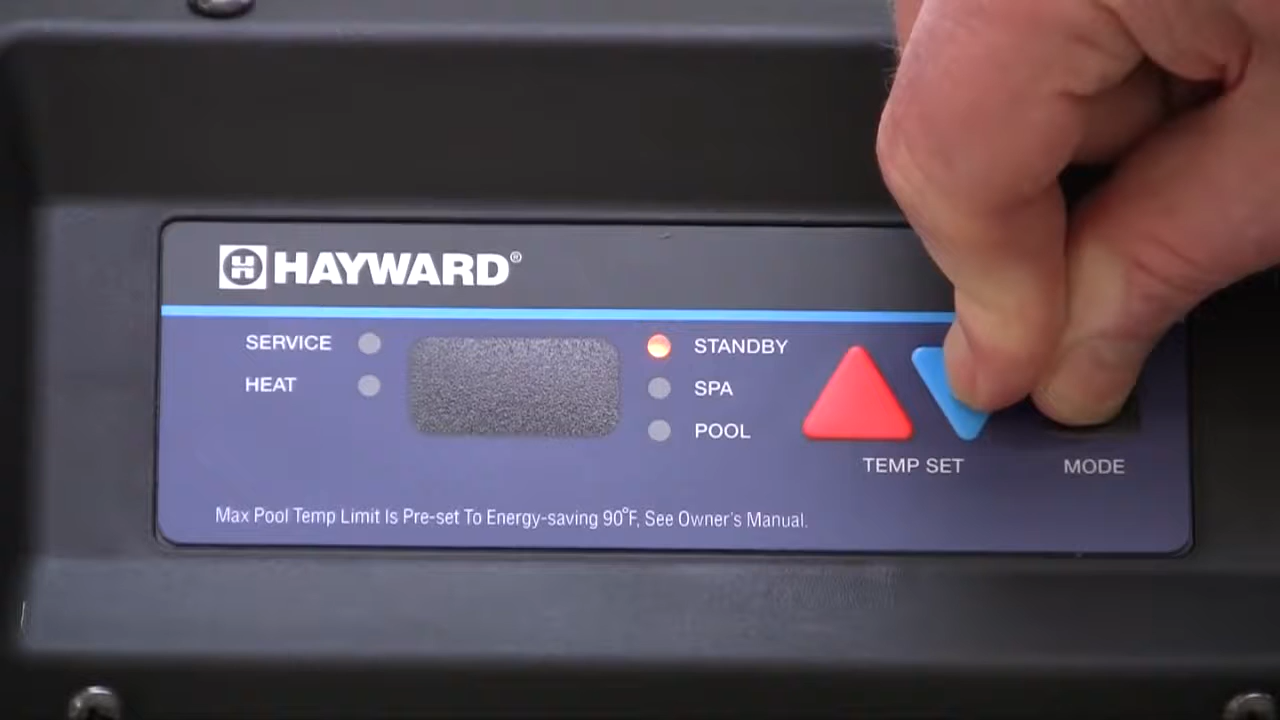 HAYWARD®
SERVICE
HEAT
STANDBY
SPA
POOL
TEMP SET
MODE
Max Pool Temp Limit Is Pre-set To Energy-saving 90°F, See Owner's Manual.